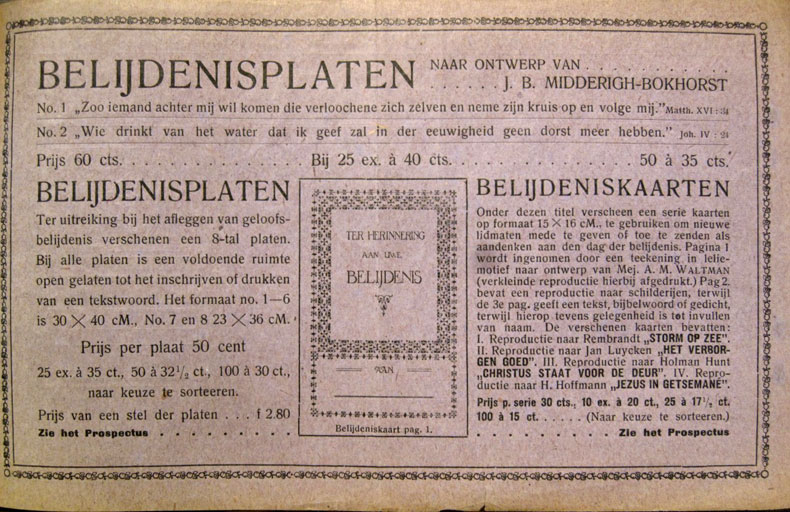 BELIJDENISPLATEN NAAR ONTWERP VAN . . . . . . . . . . .
. . . . . . J. B. MIDDERIGH-BOKHORST
No. 1 „Zoo iemand achter mij wil komen die verloochene zich zelven en neme zijn kruis op en volge mij.” Matth. XVI : 24
No. 2 „Wie drinkt van het water dat ik geef zal in der eeuwigheid geen dorst meer hebben.” Joh. IV :
Prijs 60 cts. . . . . . . . . . . . . . Bij 25 ex. à 40 cts. . . . . . . . . . . . . . 50 à 35 cts.
BELIJDENISPLATEN
Ter uitreiking bij het afleggen van geloofs-
belijdenis verschenen een 8-tal platen.
Bij alle platen is een voldoende ruimte
open gelaten tot het inschrijven of drukken
van een tekstwoord. Het formaat no. 1—6
is 30 × 40 cM., No. 7 en 8 23 × 36 cM.
Prijs per plaat 50 cent
25 ex. à 35 ct., 50 à 32½ ct., 100 à 30 ct.,
naar keuze te sorteeren.
Prijs van een stel der platen . . . f 2.80
Zie het Prospectus . . . . . . . . .
TER HERINNERING
AAN UWE
BELIJDENIS
VAN
Belijdeniskaart pag. 1.
BELIJDENISKAARTEN
Onder dezen titel verscheen een serie kaarten
op formaat 15 × 16 cM., te gebruiken om nieuwe
lidmaten mede te geven of toe te zenden als
aandenken aan den dag der belijdenis. Pagina 1
wordt ingenomen door een teekening in lelie-
motief naar ontwerp van Mej. A. M. WALTMAN
(verkleinde reproductie hierbij afgedrukt.) Pag 2.
bevat een reproductie naar schilderijen, terwijl
de 3e pag. geeft een tekst, bijbelwoord of gedicht,
terwijl hierop tevens gelegenheid is tot invullen
van naam. De verschenen kaarten bevatten:
I. Reproductie naar Rembrandt „STORM OP ZEE”.
II. Reproductie naar Jan Luycken „HET VERBOR-
GEN GOED”. III. Reproductie naar Holman Hunt
„CHRISTUS STAAT VOOR DE DEUR”. IV. Repro-
ductie naar H. Hoffmann „JEZUS IN GETSEMANE”.
Prijs p. serie 30 cts., 10 ex. à 20 ct., 25 à 17½, ct.
100 à 15 ct. . . . . . (Naar keuze te sorteeren.)
. . . . . . . . . . . . Zie het Prospectus